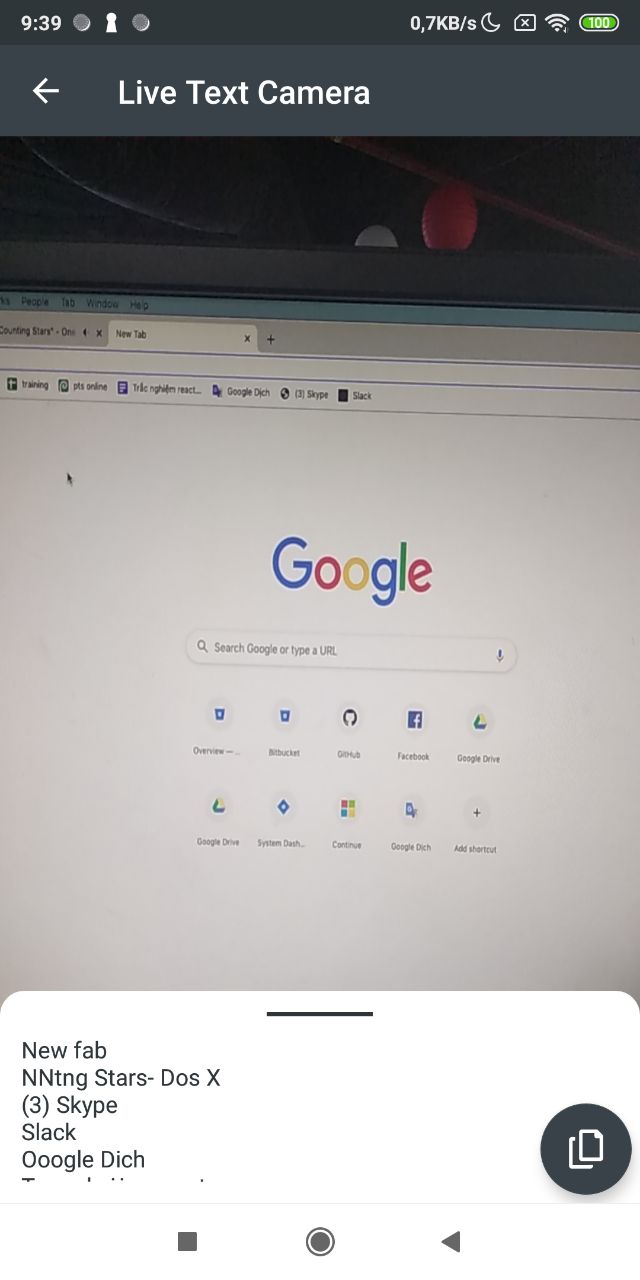 9:39
0,7KB/s
100
Live Text Camera
People Tab Window Help
Counting Stars" - One
New Tab
training pts online Trắc nghiệm react... Google Dịch (3) Skype Slack
Google
Search Google or type a URL
Overview — ... Bitbucket GitHub Facebook Google Drive
Google Drive System Dash... Continue Google Dịch Add shortcut
New fab
NNtng Stars- Dos X
(3) Skype
Slack
Ooogle Dich